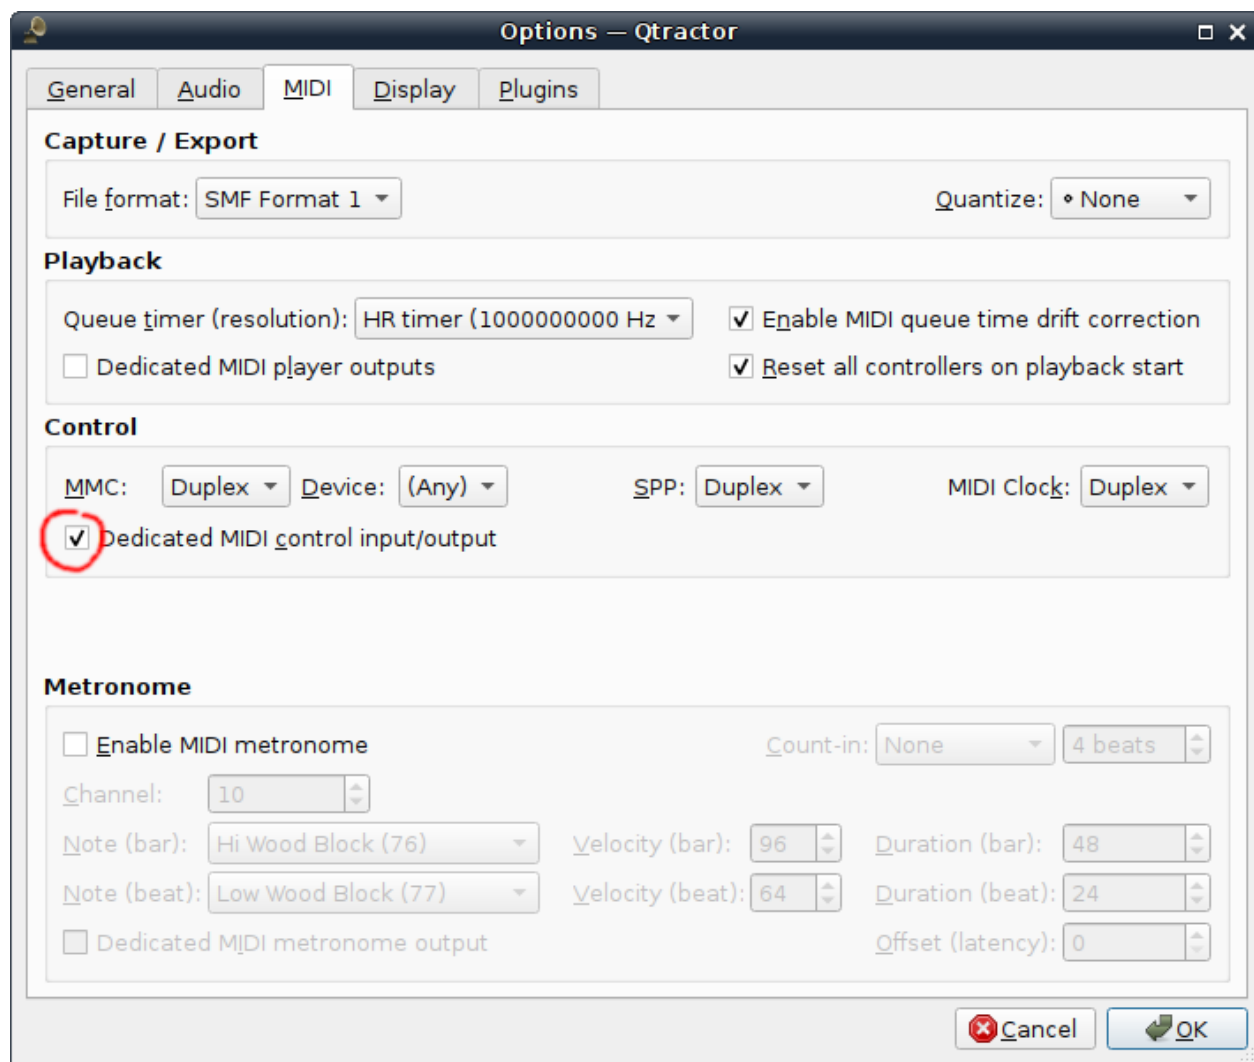 Options — Qtractor
General Audio MIDI Display Plugins
Capture / Export
File format: SMF Format 1 Quantize: None
Playback
Queue timer (resolution): HR timer (1000000000 Hz Enable MIDI queue time drift correction
Dedicated MIDI player outputs Reset all controllers on playback start
Control
MMC: Duplex Device: (Any) SPP: Duplex MIDI Clock: Duplex
Dedicated MIDI control input/output
Metronome
Enable MIDI metronome Count-in: None 4 beats
Channel: 10
Note (bar): Hi Wood Block (76) Velocity (bar): 96 Duration (bar): 48
Note (beat): Low Wood Block (77) Velocity (beat): 64 Duration (beat): 24
Dedicated MIDI metronome output Offset (latency): 0
Cancel OK